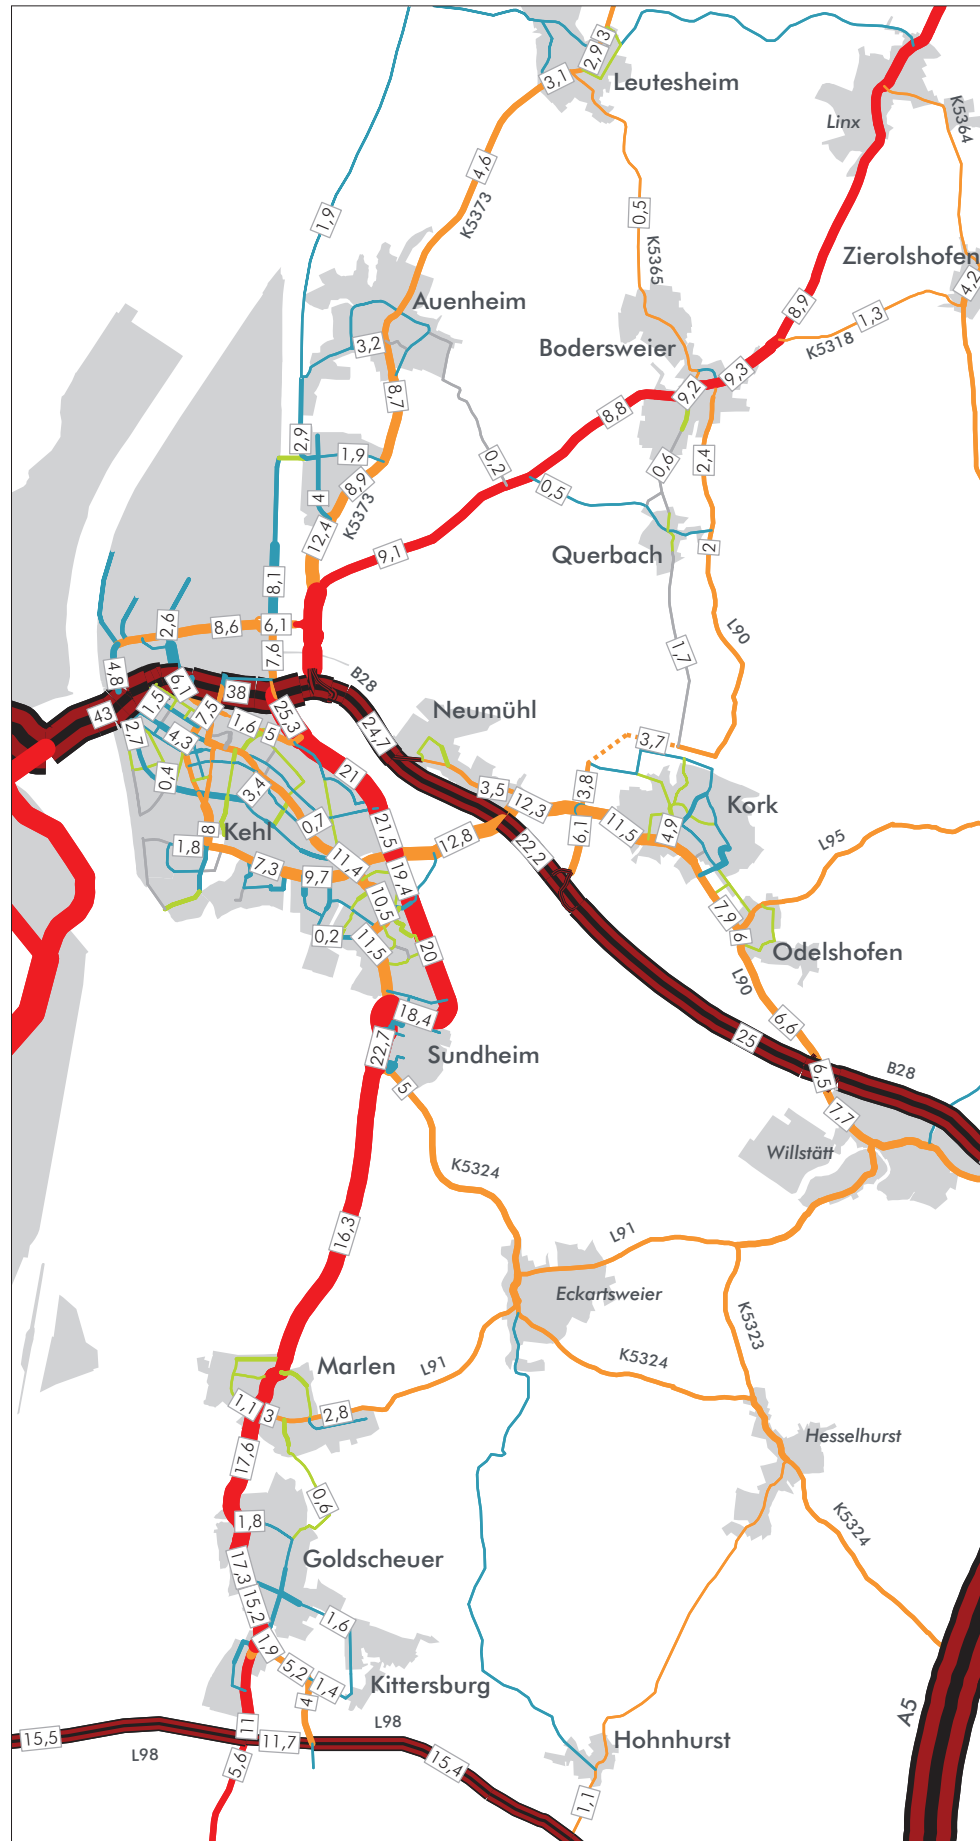 3
2,9
3,1
Leutesheim
Linx
K5364
4,6
K5373
1,9
0,5
K5365
Zierolshofen
4,2
Auenheim
8,9
1,3
K5318
3,2
Bodersweier
9,3
9,2
8,7
8,8
2,9
1,9
0,2
0,6
2,4
8,9
4
0,5
K5373
12,4
9,1
Querbach
2
8,1
2,6
8,6
6,1
L90
7,6
1,7
4,8
6,1
38
B28
1,5
7,5
25,3
43
24,7
Neumühl
2,7
4,3
1,6
5
3,7
0,4
3,4
21
3,5
12,3
3,8
Kork
0,7
21,5
8
Kehl
12,8
6,1
11,5
4,9
L95
1,8
7,3
11,4
22,2
9,7
19,4
10,5
7,9
0,2
11,5
20
6
Odelshofen
L90
18,4
6,6
22,7
Sundheim
25
6,5
B28
5
7,7
Willstätt
K5324
16,3
L91
Eckartsweier
K5323
Marlen
L91
K5324
1,1
3
2,8
Hesselhurst
17,6
0,6
1,8
K5324
17,3
Goldscheuer
15,2
1,6
1,9
5,2
1,4
Kittersburg
4
A5
11
L98
15,5
11,7
Hohnhurst
L98
5,6
15,4
1,1